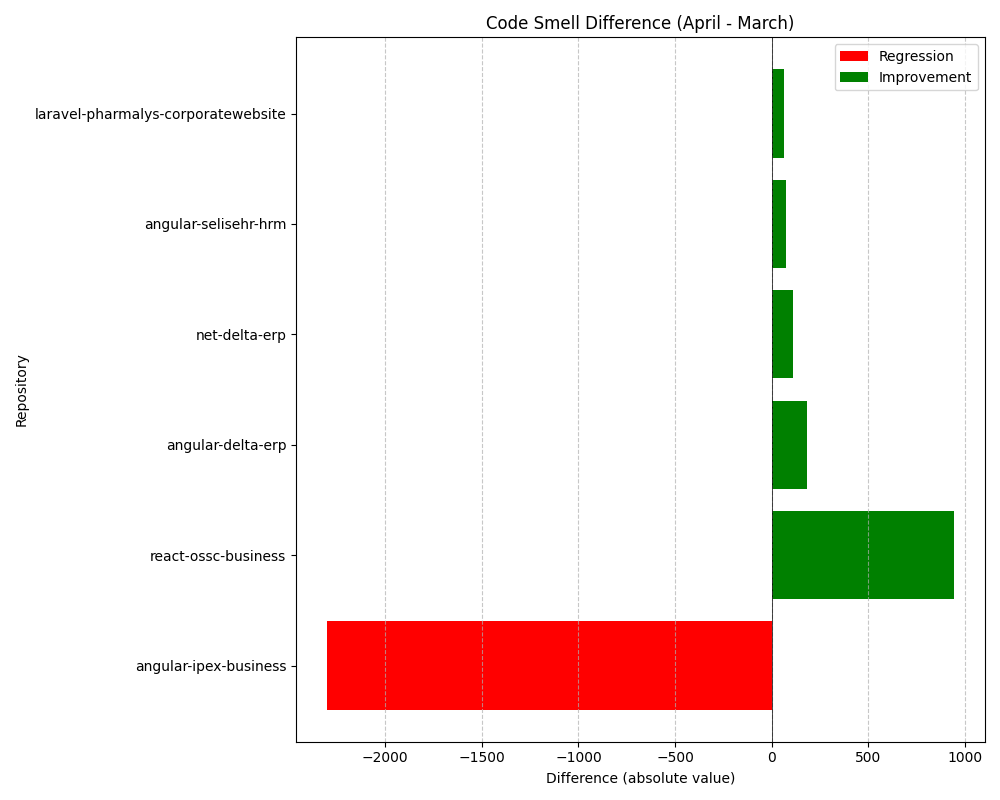 Code Smell Difference (April - March)
Regression
Improvement
laravel-pharmalys-corporatewebsite
angular-selisehr-hrm
net-delta-erp
angular-delta-erp
react-ossc-business
angular-ipex-business
Repository
−2000 −1500 −1000 −500 0 500 1000
Difference (absolute value)